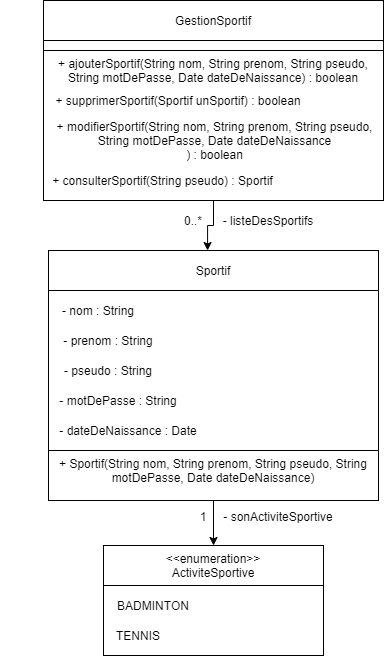 GestionSportif
+ ajouterSportif(String nom, String prenom, String pseudo,
String motDePasse, Date dateDeNaissance) : boolean
+ supprimerSportif(Sportif unSportif) : boolean
+ modifierSportif(String nom, String prenom, String pseudo,
String motDePasse, Date dateDeNaissance
) : boolean
+ consulterSportif(String pseudo) : Sportif
0..* - listeDesSportifs
Sportif
- nom : String
- prenom : String
- pseudo : String
- motDePasse : String
- dateDeNaissance : Date
+ Sportif(String nom, String prenom, String pseudo, String
motDePasse, Date dateDeNaissance)
1 - sonActiviteSportive
<<enumeration>>
ActiviteSportive
BADMINTON
TENNIS